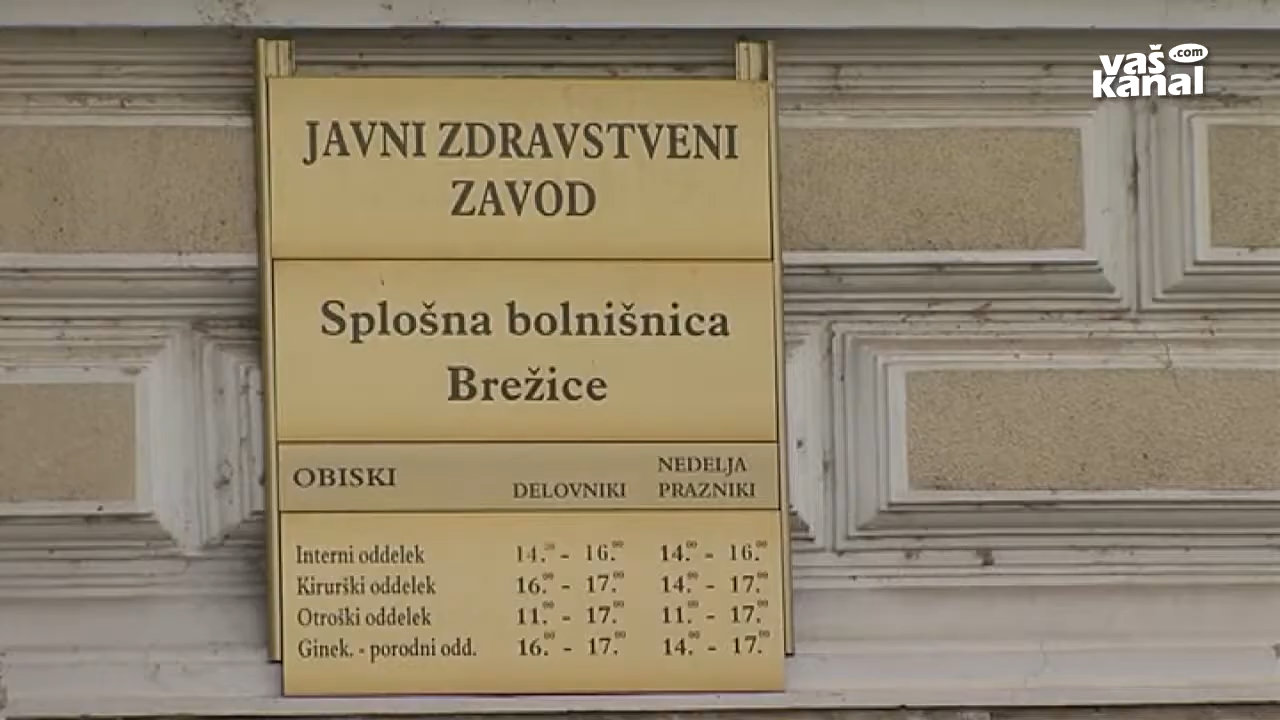 vaš .com
kanal
JAVNI ZDRAVSTVENI
ZAVOD
Splošna bolnišnica
Brežice
OBISKI DELOVNIKI NEDELJA PRAZNIKI
Interni oddelek 14.⁰⁰ - 16.⁰⁰ 14.⁰⁰ - 16.⁰⁰
Kirurški oddelek 16.⁰⁰ - 17.⁰⁰ 14.⁰⁰ - 17.⁰⁰
Otroški oddelek 11.⁰⁰ - 17.⁰⁰ 11.⁰⁰ - 17.⁰⁰
Ginek. - porodni odd. 16.⁰⁰ - 17.⁰⁰ 14.⁰⁰ - 17.⁰⁰